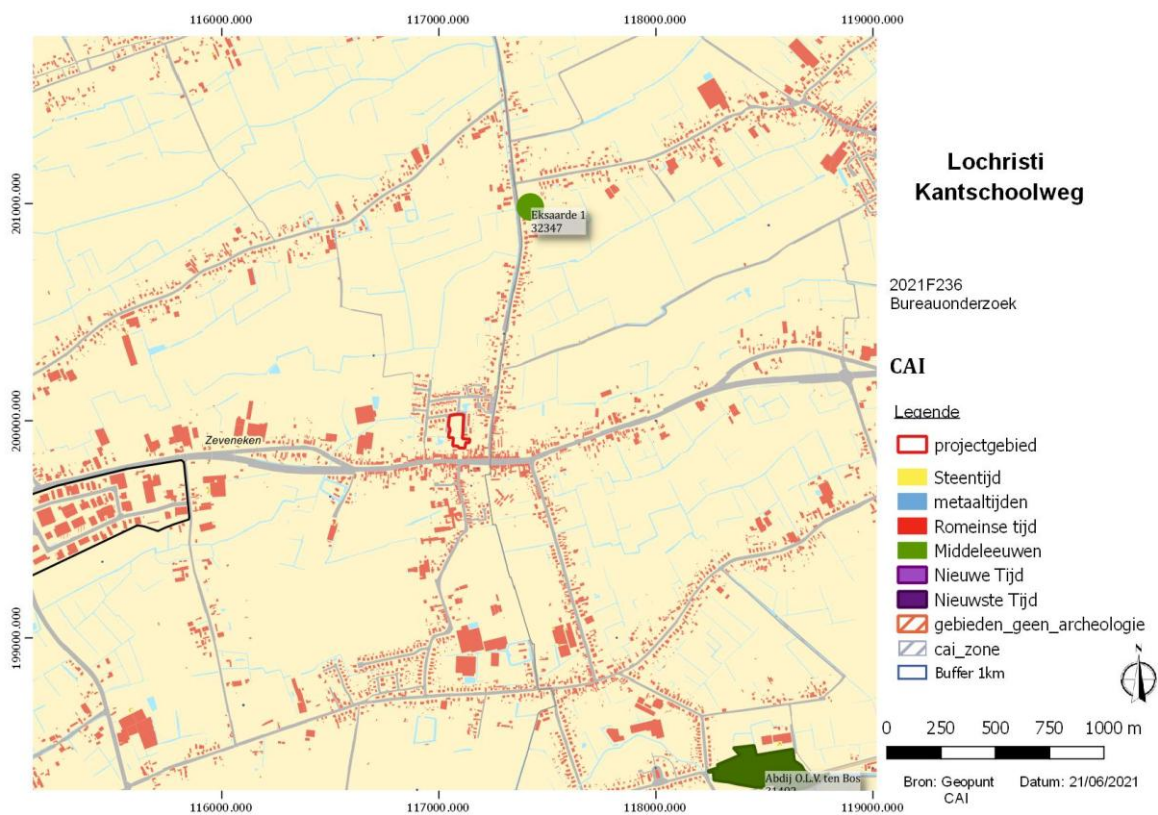 116000.000
117000.000
118000.000
119000.000
201000.000
200000.000
199000.000
Eksaarde 1
32347
Zeveneken
Abdij O.L.V. ten Bos
116000.000
117000.000
118000.000
119000.000
Lochristi
Kantschoolweg
2021F236
Bureauonderzoek
CAI
Legende
projectgebied
Steentijd
metaaltijden
Romeinse tijd
Middeleeuwen
Nieuwe Tijd
Nieuwste Tijd
gebieden_geen_archeologie
cai_zone
Buffer 1km
N
0 250 500 750 1000 m
Bron: Geopunt Datum: 21/06/2021
CAI